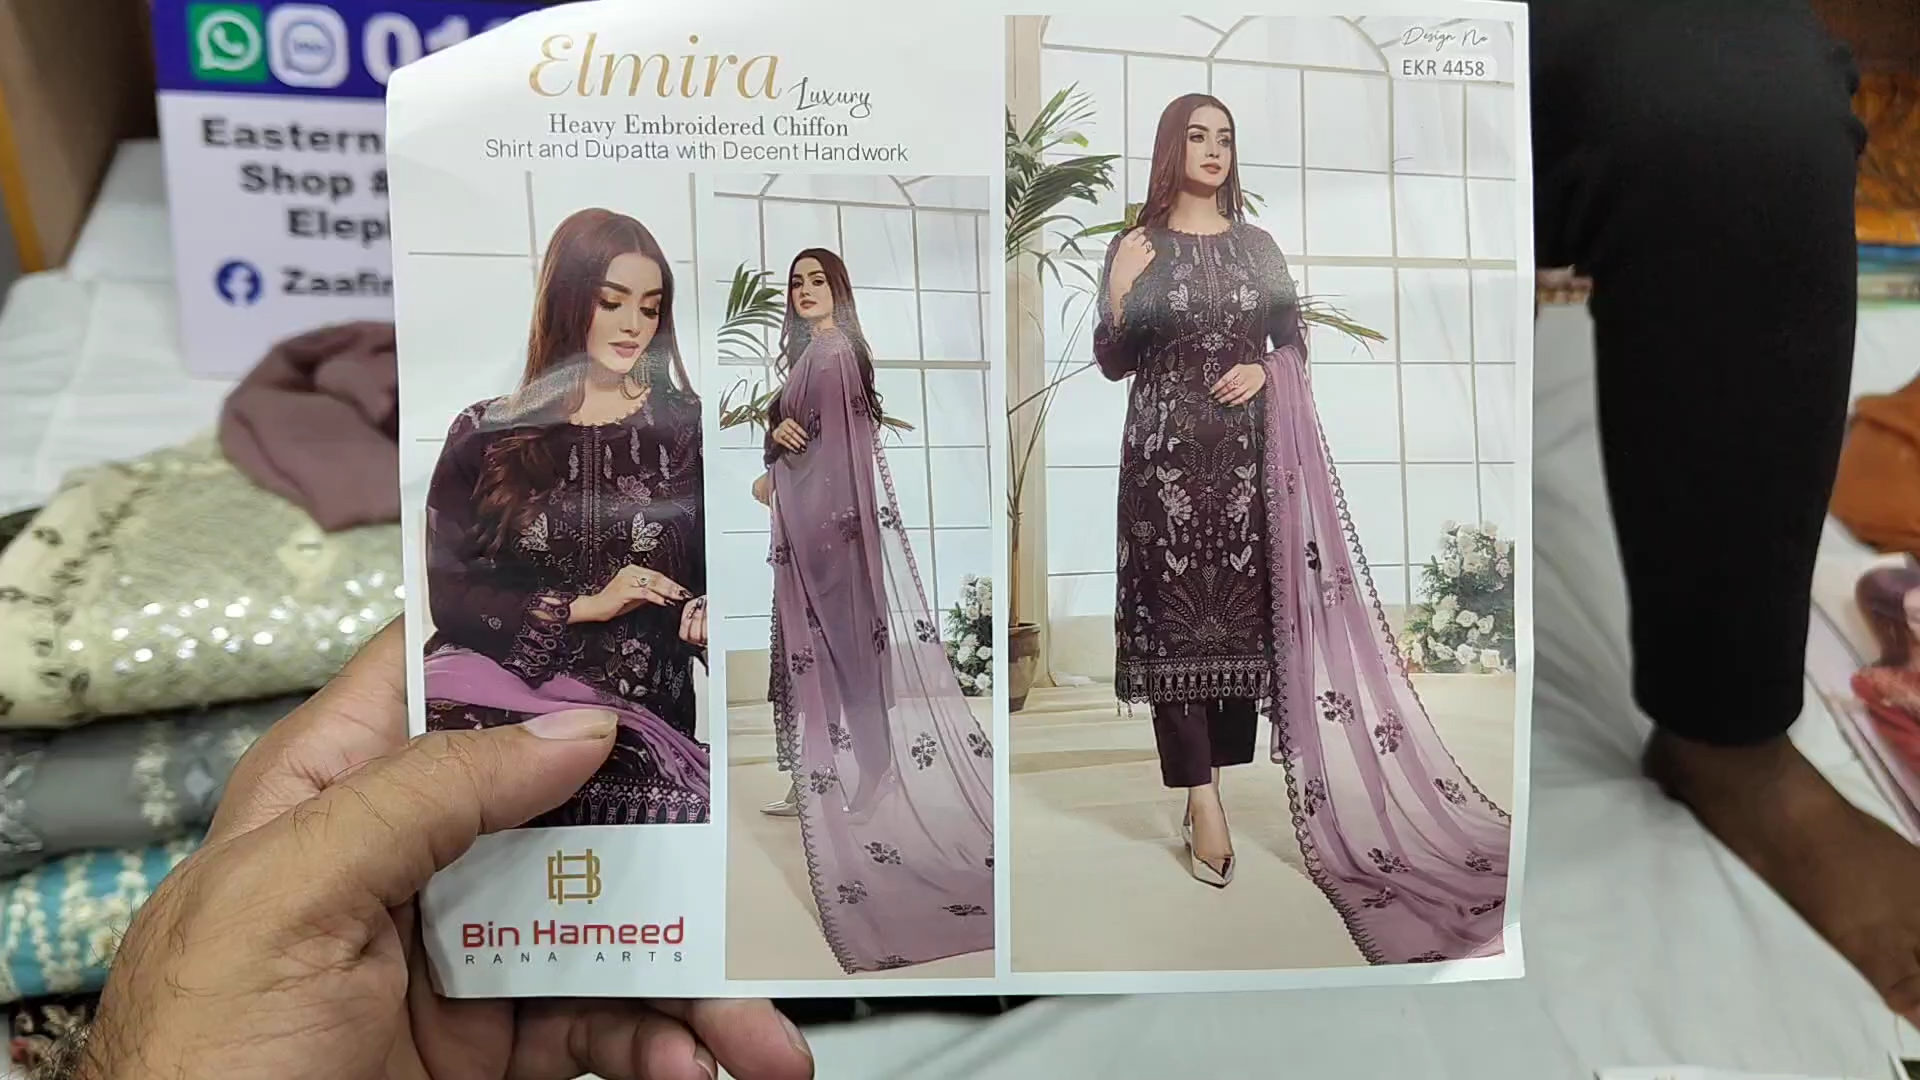 Eastern
Shop #
Elep
Zaafir
Elmira
Luxury
Heavy Embroidered Chiffon
Shirt and Dupatta with Decent Handwork
Design No
EKR 4458
Bin Hameed
RANA ARTS